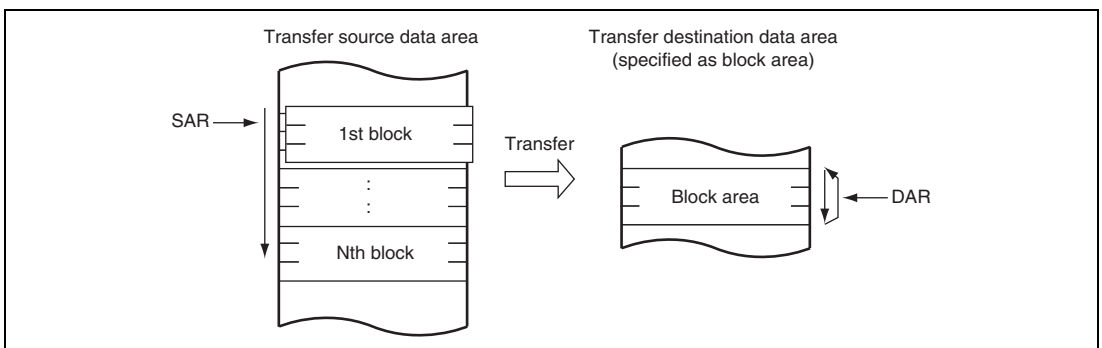 Transfer source data area
Transfer destination data area
(specified as block area)
SAR
1st block
Transfer
:
:
Block area
DAR
Nth block